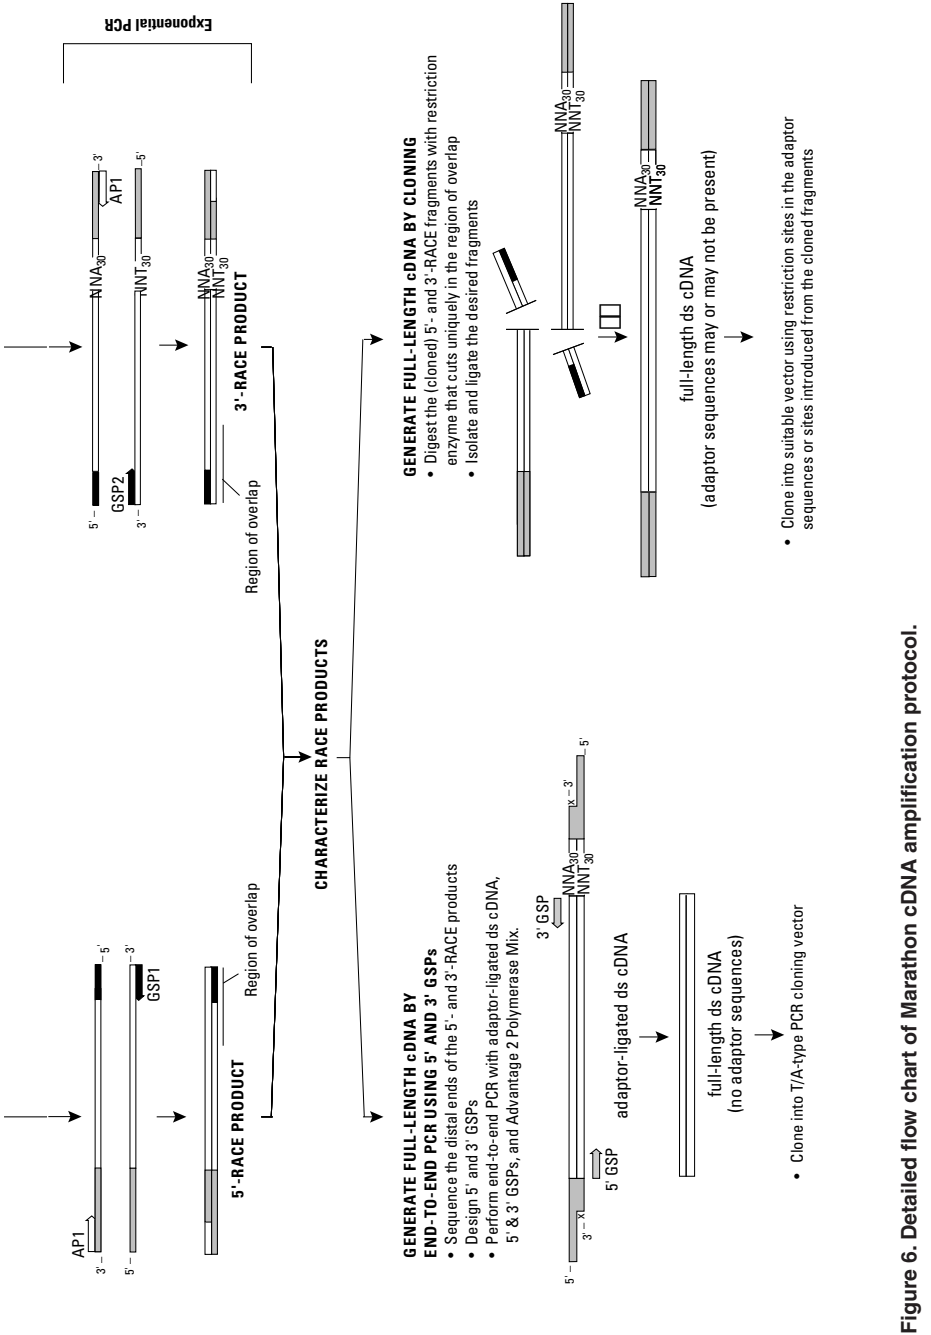 Exponential PCR
AP1
3' –
5' –
– 5'
– 3'
GSP1
5'-RACE PRODUCT
Region of overlap
5' –
GSP2
3' –
NNA30
NNT30
– 3'
AP1
–5'
NNA30
NNT30
3'-RACE PRODUCT
Region of overlap
CHARACTERIZE RACE PRODUCTS
GENERATE FULL-LENGTH cDNA BY
END-TO-END PCR USING 5' AND 3' GSPs
• Sequence the distal ends of the 5'- and 3'-RACE products
• Design 5' and 3' GSPs
• Perform end-to-end PCR with adaptor-ligated ds cDNA,
5' & 3' GSPs, and Advantage 2 Polymerase Mix.
5' –
3' – x
5' GSP
3' GSP
NNA30
NNT30
x – 3'
– 5'
adaptor-ligated ds cDNA
full-length ds cDNA
(no adaptor sequences)
• Clone into T/A-type PCR cloning vector
GENERATE FULL-LENGTH cDNA BY CLONING
• Digest the (cloned) 5'- and 3'-RACE fragments with restriction
enzyme that cuts uniquely in the region of overlap
• Isolate and ligate the desired fragments
NNA30
NNT30
NNA30
NNT30
full-length ds cDNA
(adaptor sequences may or may not be present)
• Clone into suitable vector using restriction sites in the adaptor
sequences or sites introduced from the cloned fragments
Figure 6. Detailed flow chart of Marathon cDNA amplification protocol.